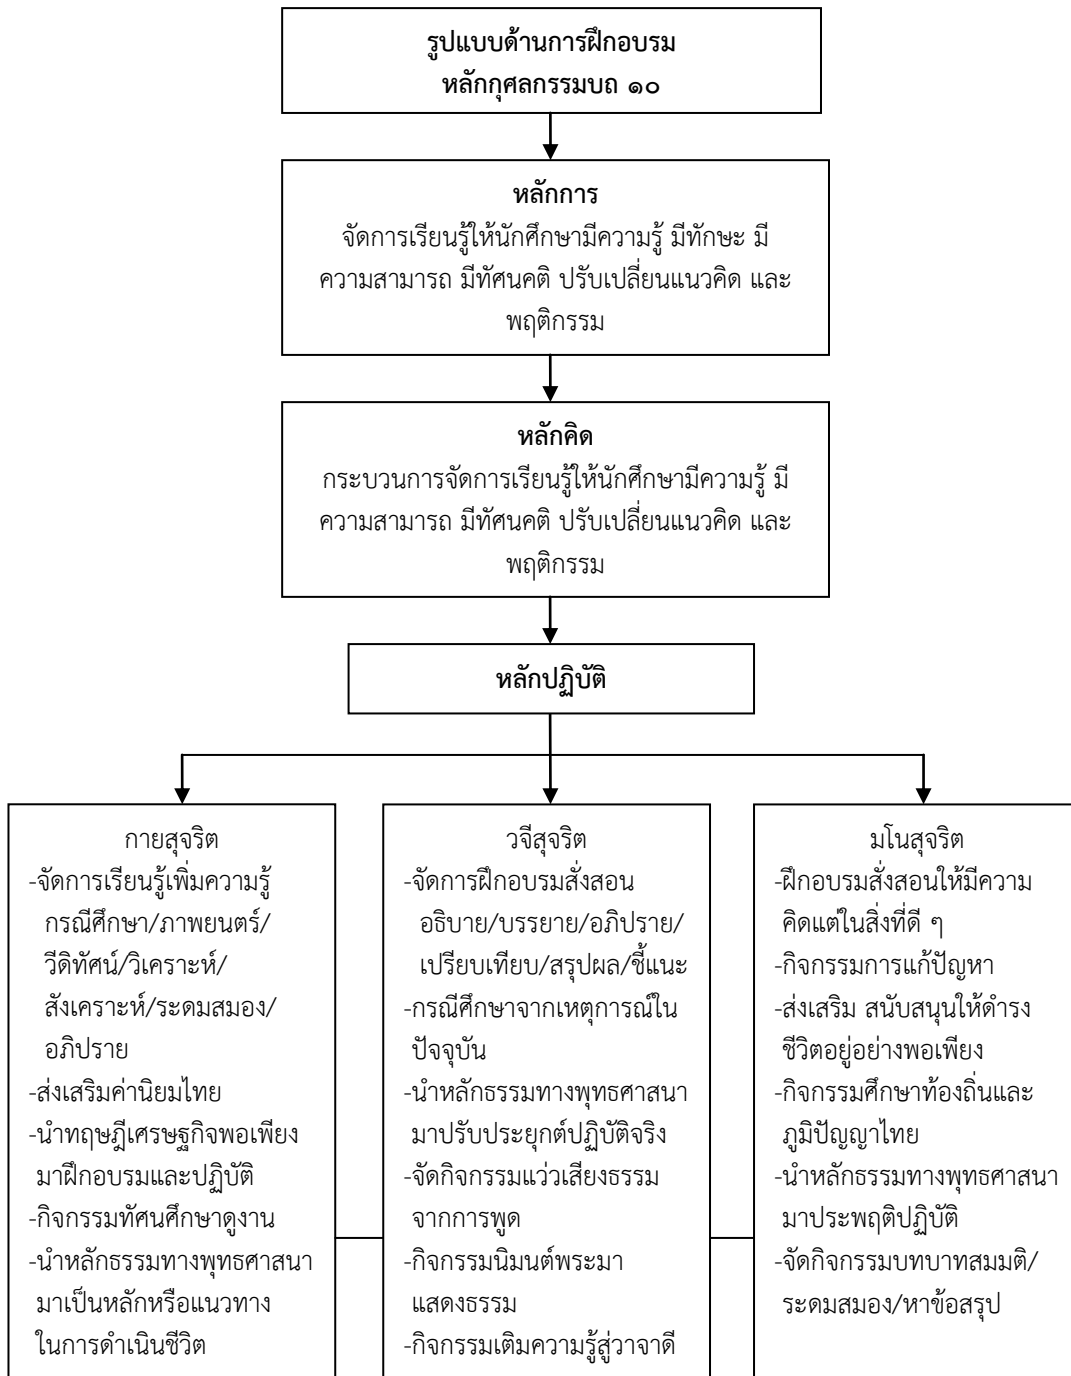 รูปแบบด้านการฝึกอบรม
หลักกุศลกรรมบถ ๑๐
หลักการ
จัดการเรียนรู้ให้นักศึกษามีความรู้ มีทักษะ มี
ความสามารถ มีทัศนคติ ปรับเปลี่ยนแนวคิด และ
พฤติกรรม
หลักคิด
กระบวนการจัดการเรียนรู้ให้นักศึกษามีความรู้ มี
ความสามารถ มีทัศนคติ ปรับเปลี่ยนแนวคิด และ
พฤติกรรม
หลักปฏิบัติ
กายสุจริต
-จัดการเรียนรู้เพิ่มความรู้
กรณีศึกษา/ภาพยนตร์/
วีดิทัศน์/วิเคราะห์/
สังเคราะห์/ระดมสมอง/
อภิปราย
-ส่งเสริมค่านิยมไทย
-นำทฤษฎีเศรษฐกิจพอเพียง
มาฝึกอบรมและปฏิบัติ
-กิจกรรมทัศนศึกษาดูงาน
-นำหลักธรรมทางพุทธศาสนา
มาเป็นหลักหรือแนวทาง
ในการดำเนินชีวิต
วจีสุจริต
-จัดการฝึกอบรมสั่งสอน
อธิบาย/บรรยาย/อภิปราย/
เปรียบเทียบ/สรุปผล/ชี้แนะ
-กรณีศึกษาจากเหตุการณ์ใน
ปัจจุบัน
-นำหลักธรรมทางพุทธศาสนา
มาปรับประยุกต์ปฏิบัติจริง
-จัดกิจกรรมแว่วเสียงธรรม
จากการพูด
-กิจกรรมนิมนต์พระมา
แสดงธรรม
-กิจกรรมเติมความรู้สู่วาจาดี
มโนสุจริต
-ฝึกอบรมสั่งสอนให้มีความ
คิดแต่ในสิ่งที่ดี ๆ
-กิจกรรมการแก้ปัญหา
-ส่งเสริม สนับสนุนให้ดำรง
ชีวิตอยู่อย่างพอเพียง
-กิจกรรมศึกษาท้องถิ่นและ
ภูมิปัญญาไทย
-นำหลักธรรมทางพุทธศาสนา
มาประพฤติปฏิบัติ
-จัดกิจกรรมบทบาทสมมติ/
ระดมสมอง/หาข้อสรุป